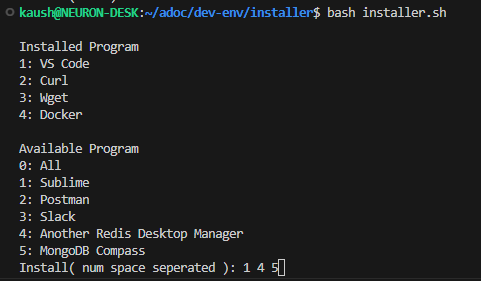 kaush@NEURON-DESK:~/adoc/dev-env/installer$ bash installer.sh
Installed Program
1: VS Code
2: Curl
3: Wget
4: Docker
Available Program
0: All
1: Sublime
2: Postman
3: Slack
4: Another Redis Desktop Manager
5: MongoDB Compass
Install( num space seperated ): 1 4 5